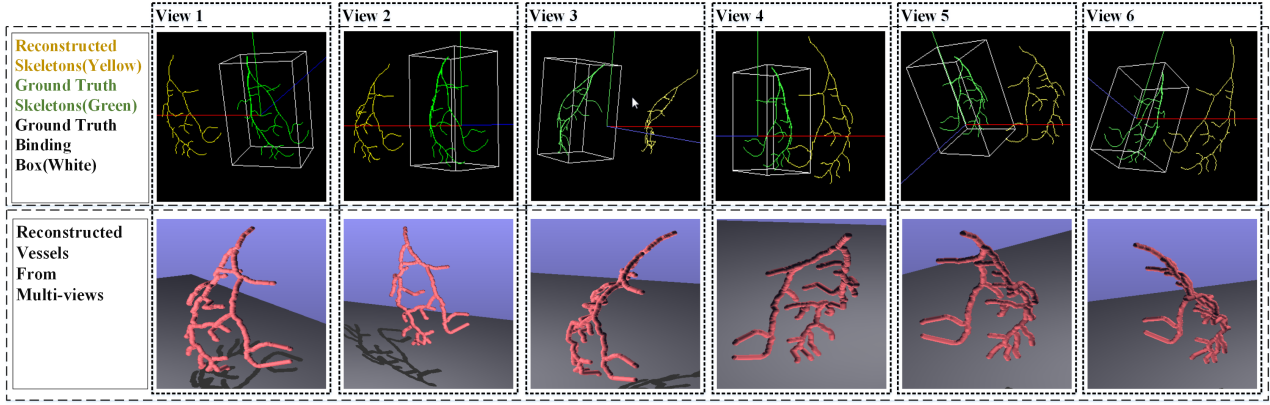 View 1
View 2
View 3
View 4
View 5
View 6
Reconstructed
Skeletons(Yellow)
Ground Truth
Skeletons(Green)
Ground Truth
Binding
Box(White)
Reconstructed
Vessels
From
Multi-views